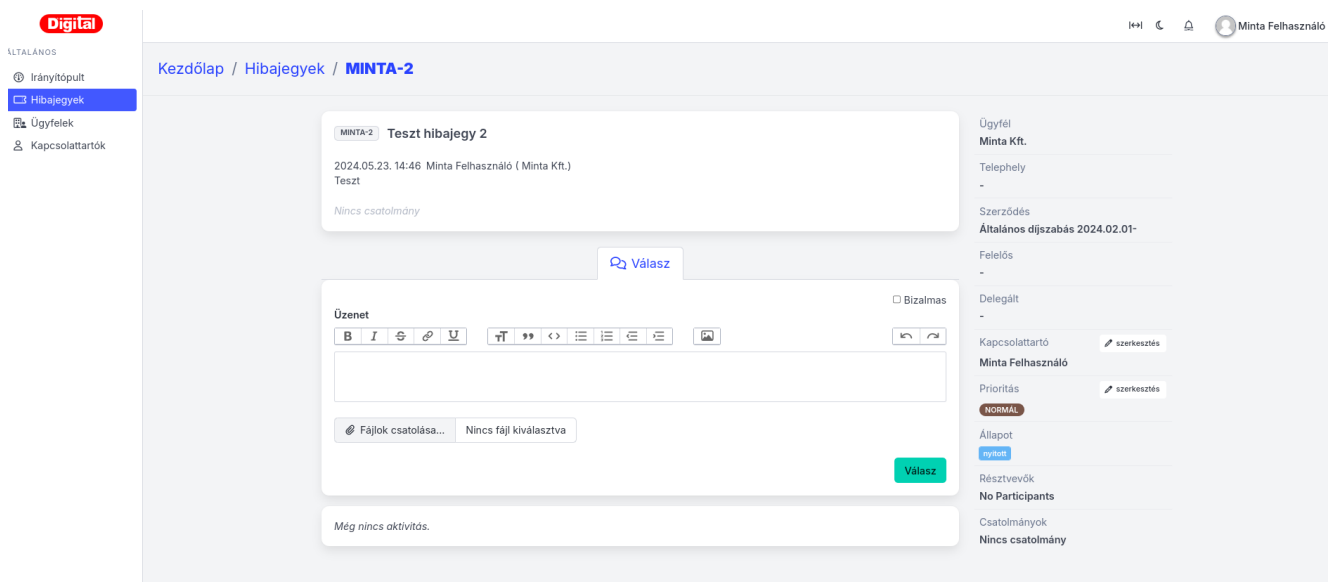 Digital
Minta Felhasználó
ÁLTALÁNOS
Irányítópult
Hibajegyek
Ügyfelek
Kapcsolattartók
Kezdőlap / Hibajegyek / MINTA-2
MINTA-2 Teszt hibajegy 2
2024.05.23. 14:46 Minta Felhasználó ( Minta Kft.)
Teszt
Nincs csatolmány
Válasz
Bizalmas
Üzenet
Fájlok csatolása... Nincs fájl kiválasztva
Válasz
Még nincs aktivitás.
Ügyfél
Minta Kft.
Telephely
-
Szerződés
Általános díjszabás 2024.02.01-
Felelős
-
Delegált
-
Kapcsolattartó szerkesztés
Minta Felhasználó
Prioritás szerkesztés
NORMÁL
Állapot
nyitott
Résztvevők
No Participants
Csatolmányok
Nincs csatolmány